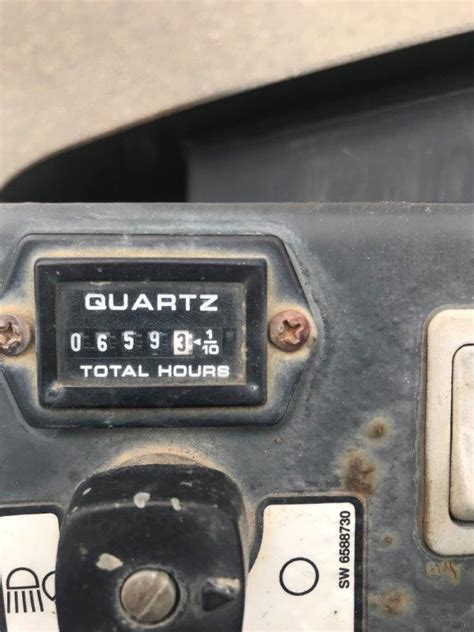 QUARTZ
0 6 5 9 3 ◄ 1/10
TOTAL HOURS
SW 6588730